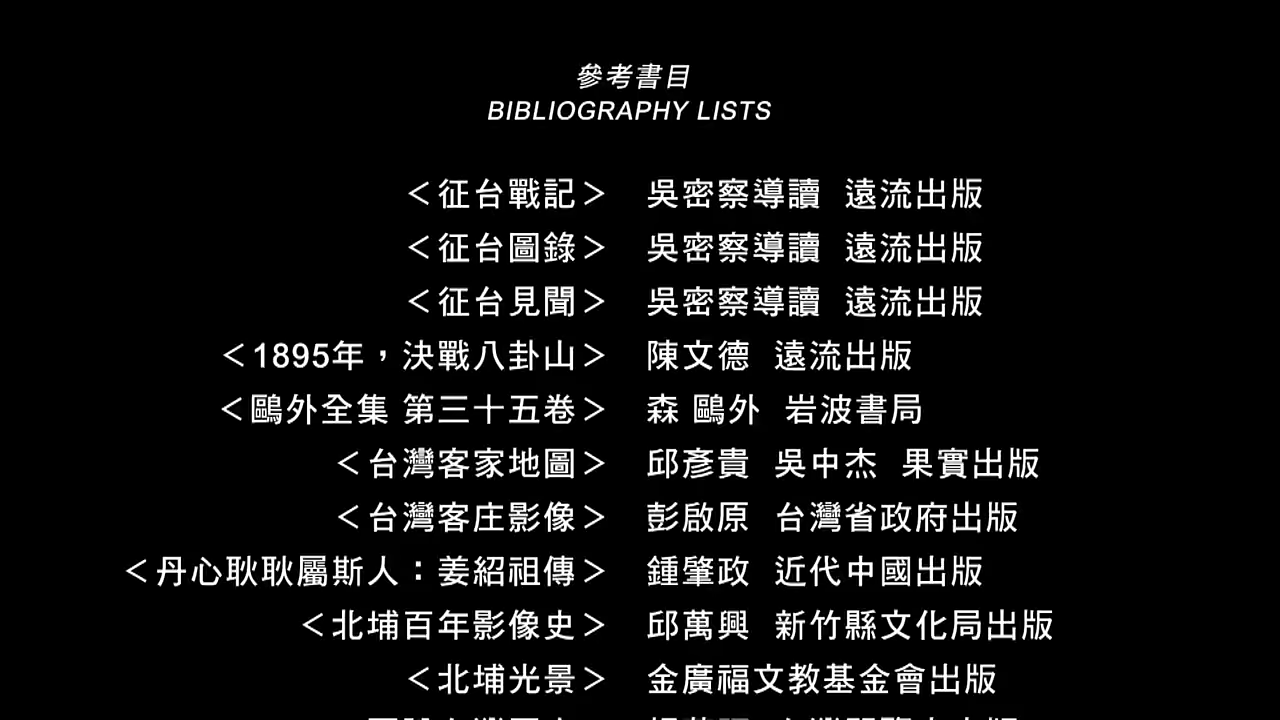 參考書目
BIBLIOGRAPHY LISTS
＜征台戰記＞ 吳密察導讀 遠流出版
＜征台圖錄＞ 吳密察導讀 遠流出版
＜征台見聞＞ 吳密察導讀 遠流出版
＜1895年，決戰八卦山＞ 陳文德 遠流出版
＜鷗外全集 第三十五卷＞ 森 鷗外 岩波書局
＜台灣客家地圖＞ 邱彥貴 吳中杰 果實出版
＜台灣客庄影像＞ 彭啟原 台灣省政府出版
＜丹心耿耿屬斯人：姜紹祖傳＞ 鍾肇政 近代中國出版
＜北埔百年影像史＞ 邱萬興 新竹縣文化局出版
＜北埔光景＞ 金廣福文教基金會出版